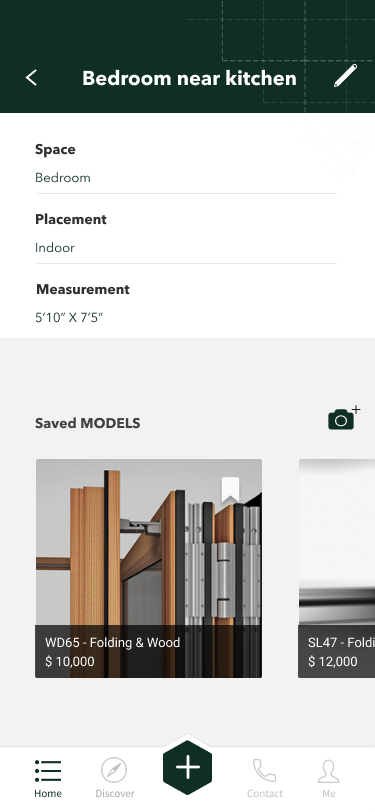 Bedroom near kitchen
Space
Bedroom
Placement
Indoor
Measurement
5’10” X 7’5”
Saved MODELS
WD65 - Folding & Wood
$ 10,000
SL47 - Foldi
$ 12,000
Home
Discover
Contact
Me